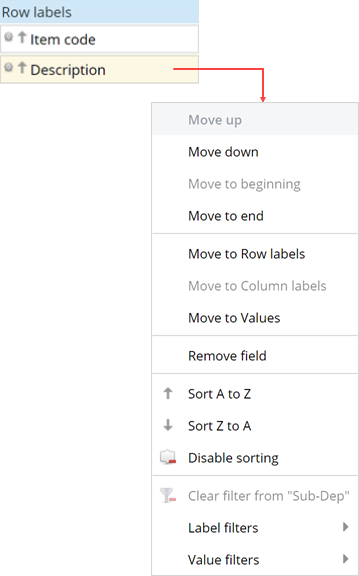 Row labels
Item code
Description
Move up
Move down
Move to beginning
Move to end
Move to Row labels
Move to Column labels
Move to Values
Remove field
Sort A to Z
Sort Z to A
Disable sorting
Clear filter from "Sub-Dep"
Label filters
Value filters